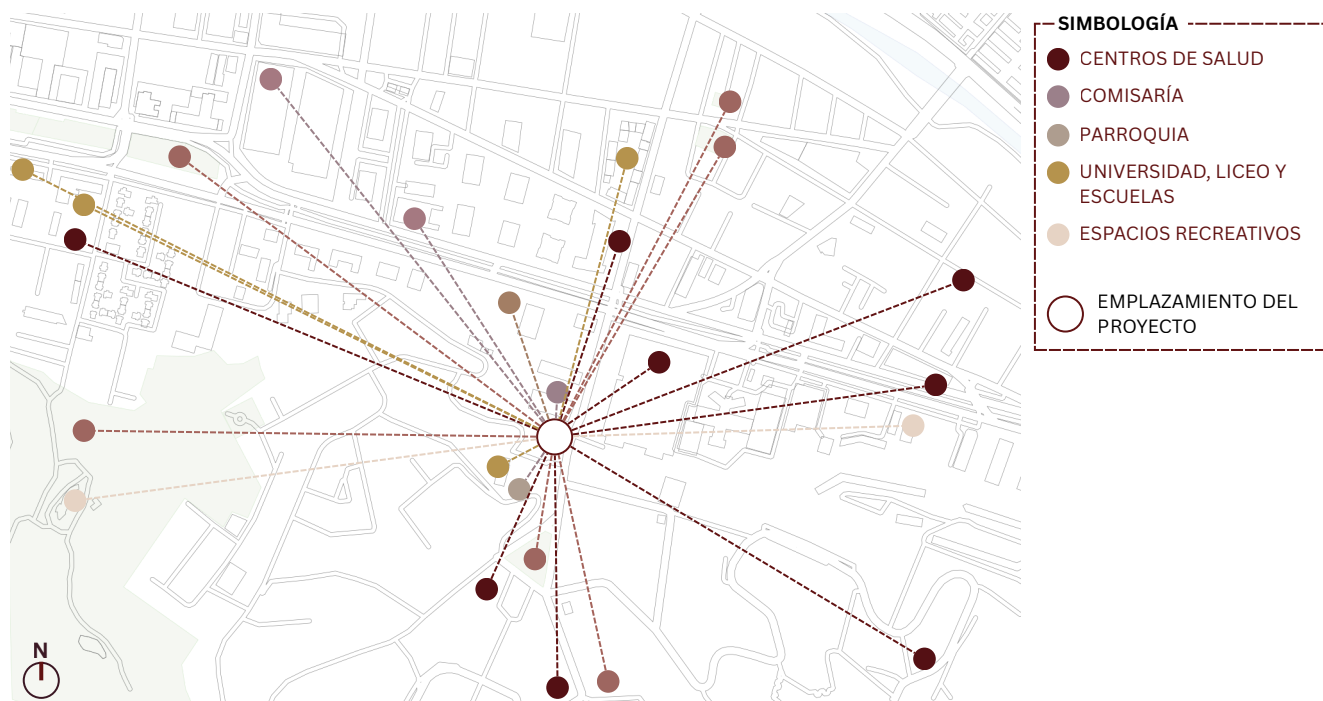 SIMBOLOGÍA
CENTROS DE SALUD
COMISARÍA
PARROQUIA
UNIVERSIDAD, LICEO Y
ESCUELAS
ESPACIOS RECREATIVOS
EMPLAZAMIENTO DEL
PROYECTO
N